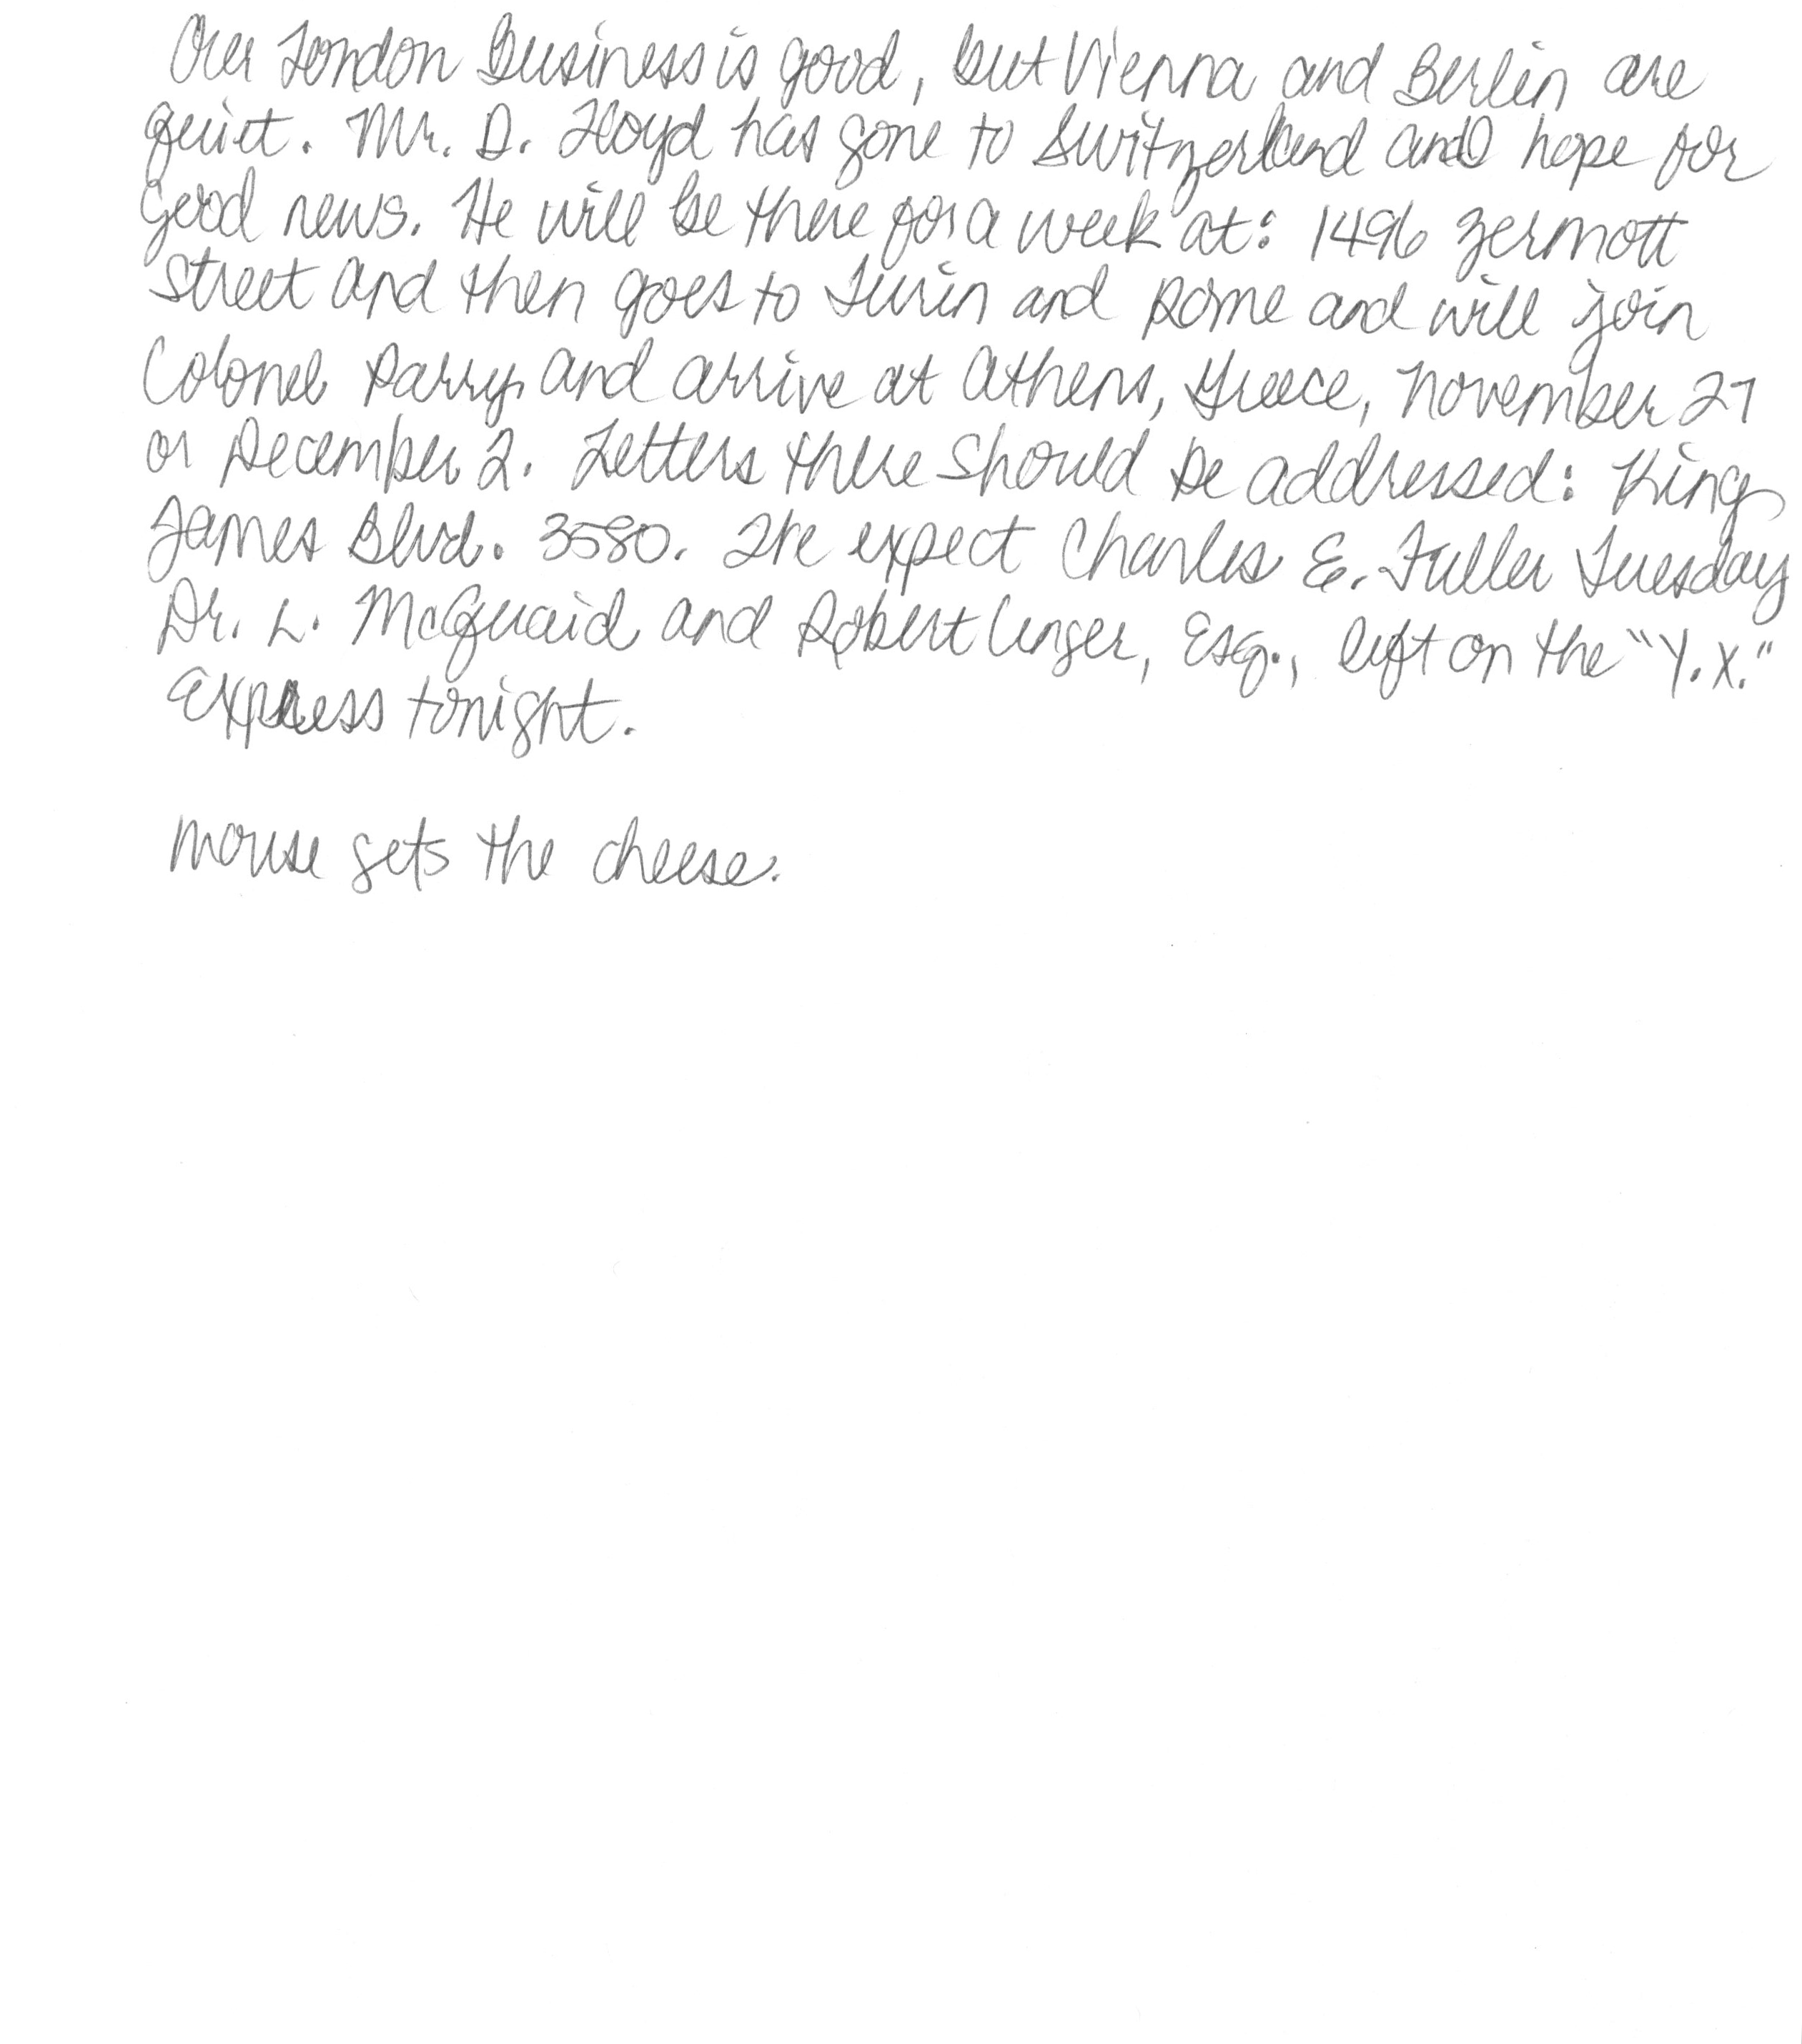 Our London Business is good, but Vienna and Berlin are
quiet. Mr. D. Lloyd has gone to Switzerland and hope for
Good news. He will be there for a week at: 1496 Zermott
Street and then goes to Turin and Rome and will join
Colonel Parry and arrive at Athens, Greece, November 27
or December 2. Letters there should be addressed: King
James Blvd. 3580. We expect Charles E. Fuller Tuesday
Dr. L. McQuaid and Robert Unger, Esq., left on the "Y.X."
Express tonight.
mouse gets the cheese.